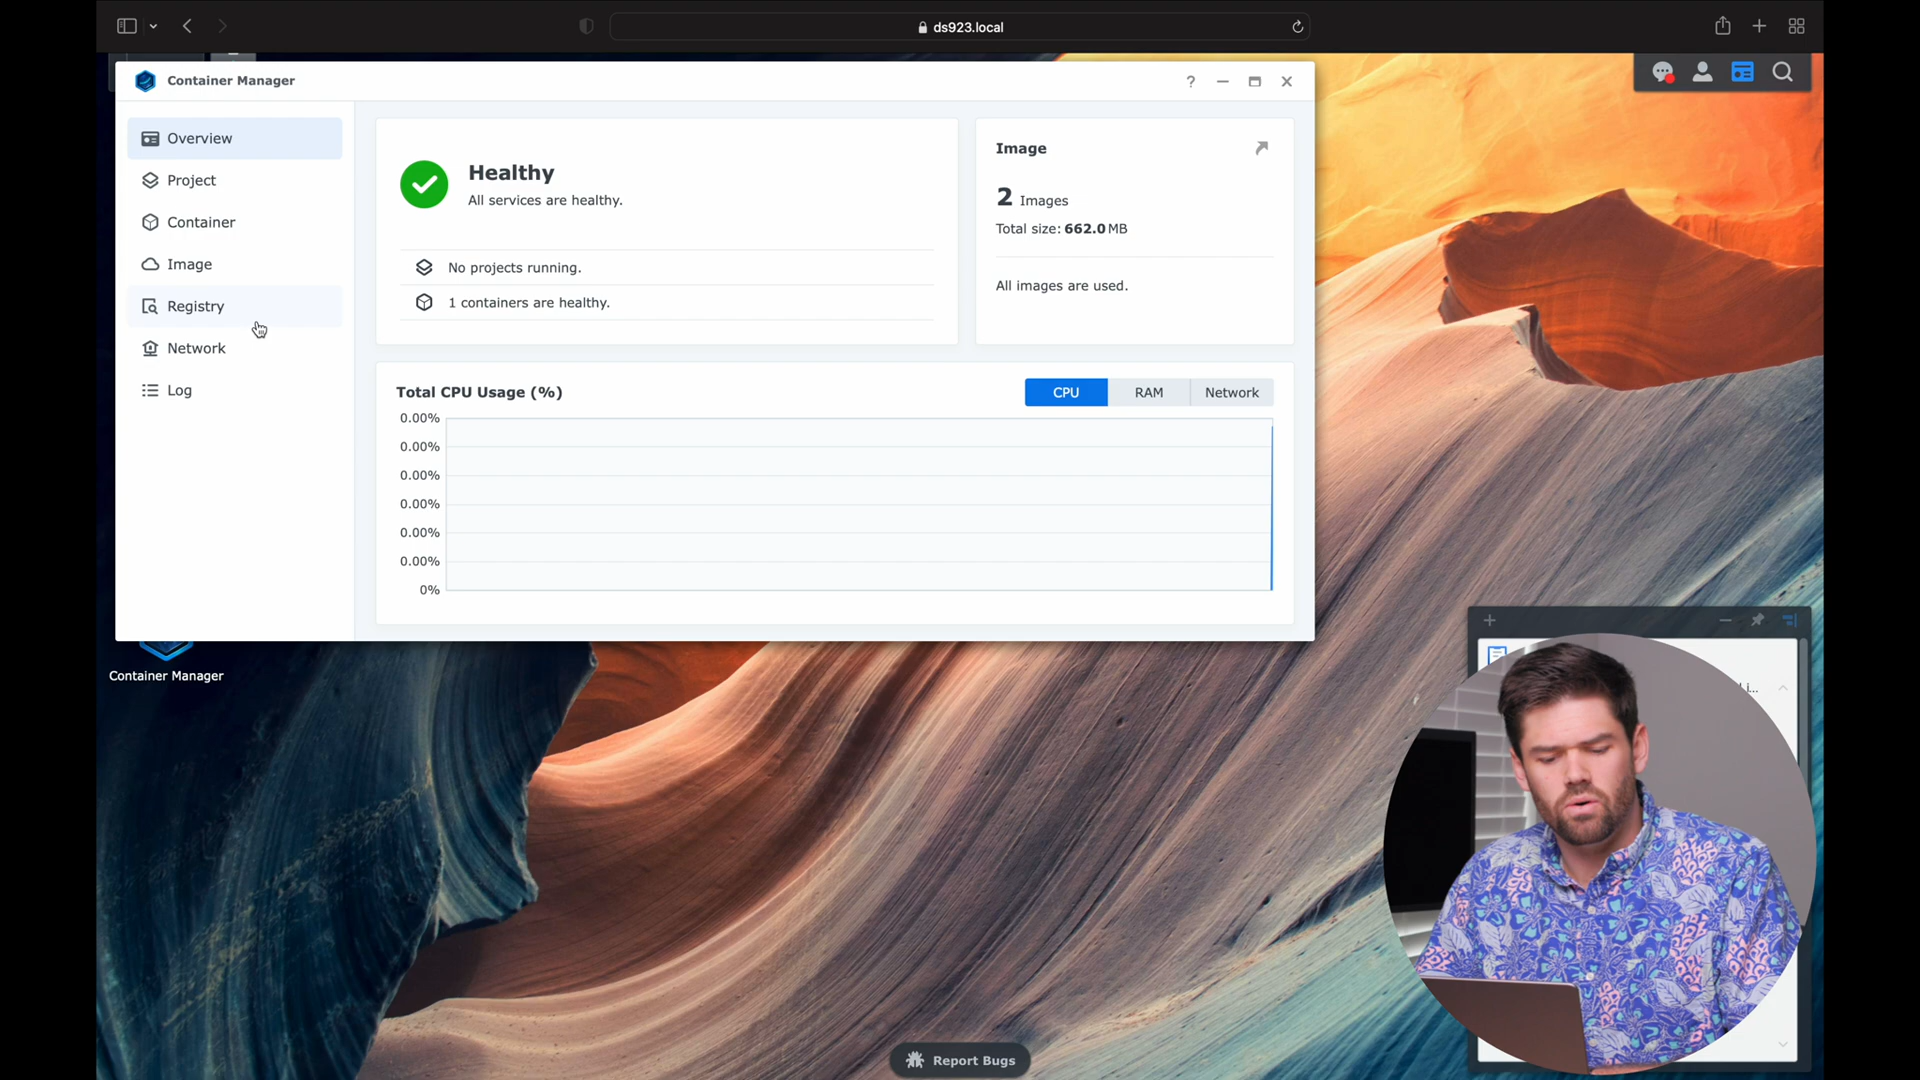 ds923.local
Container Manager
?
Overview
Project
Container
Image
Registry
Network
Log
Healthy
All services are healthy.
No projects running.
1 containers are healthy.
Image
2 Images
Total size: 662.0 MB
All images are used.
Total CPU Usage (%)
CPU
RAM
Network
0.00%
0.00%
0.00%
0.00%
0.00%
0.00%
0%
Container Manager
Report Bugs